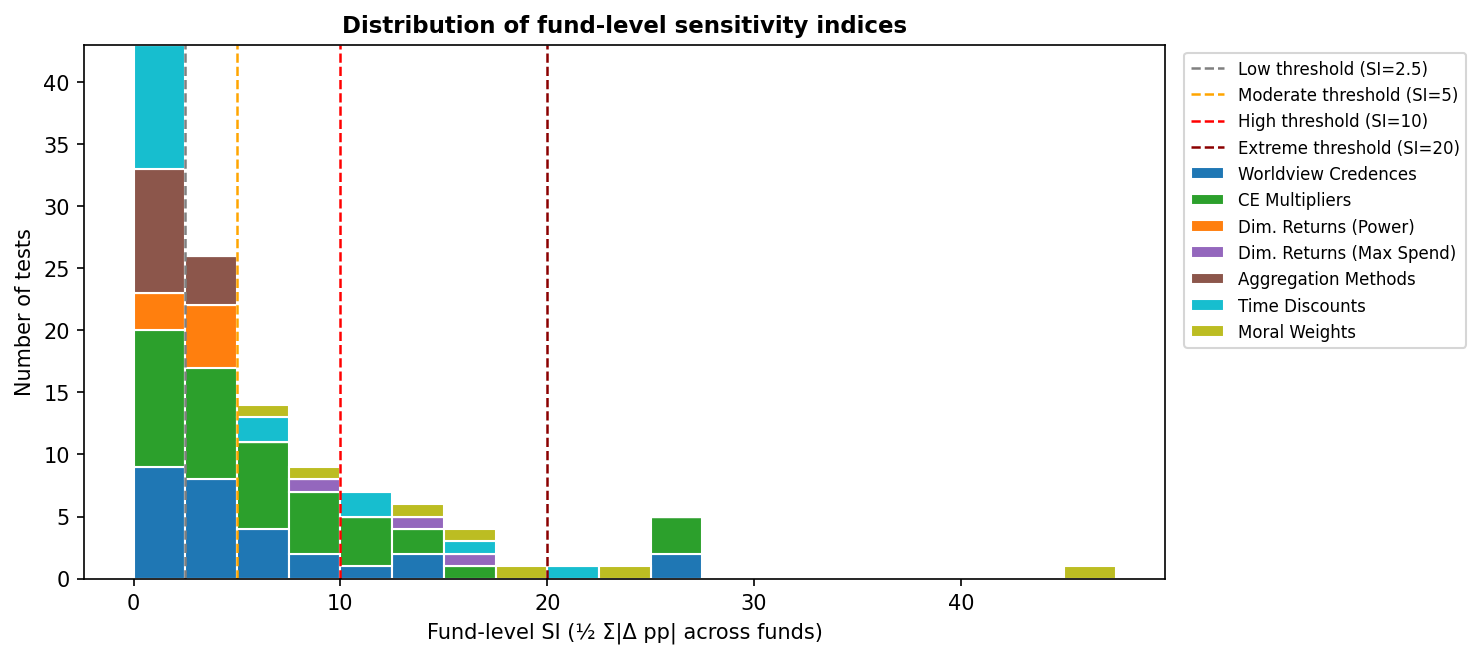 Distribution of fund-level sensitivity indices
Number of tests
40
35
30
25
20
15
10
5
0
0 10 20 30 40
Fund-level SI (½ Σ|Δ pp| across funds)
Low threshold (SI=2.5)
Moderate threshold (SI=5)
High threshold (SI=10)
Extreme threshold (SI=20)
Worldview Credences
CE Multipliers
Dim. Returns (Power)
Dim. Returns (Max Spend)
Aggregation Methods
Time Discounts
Moral Weights